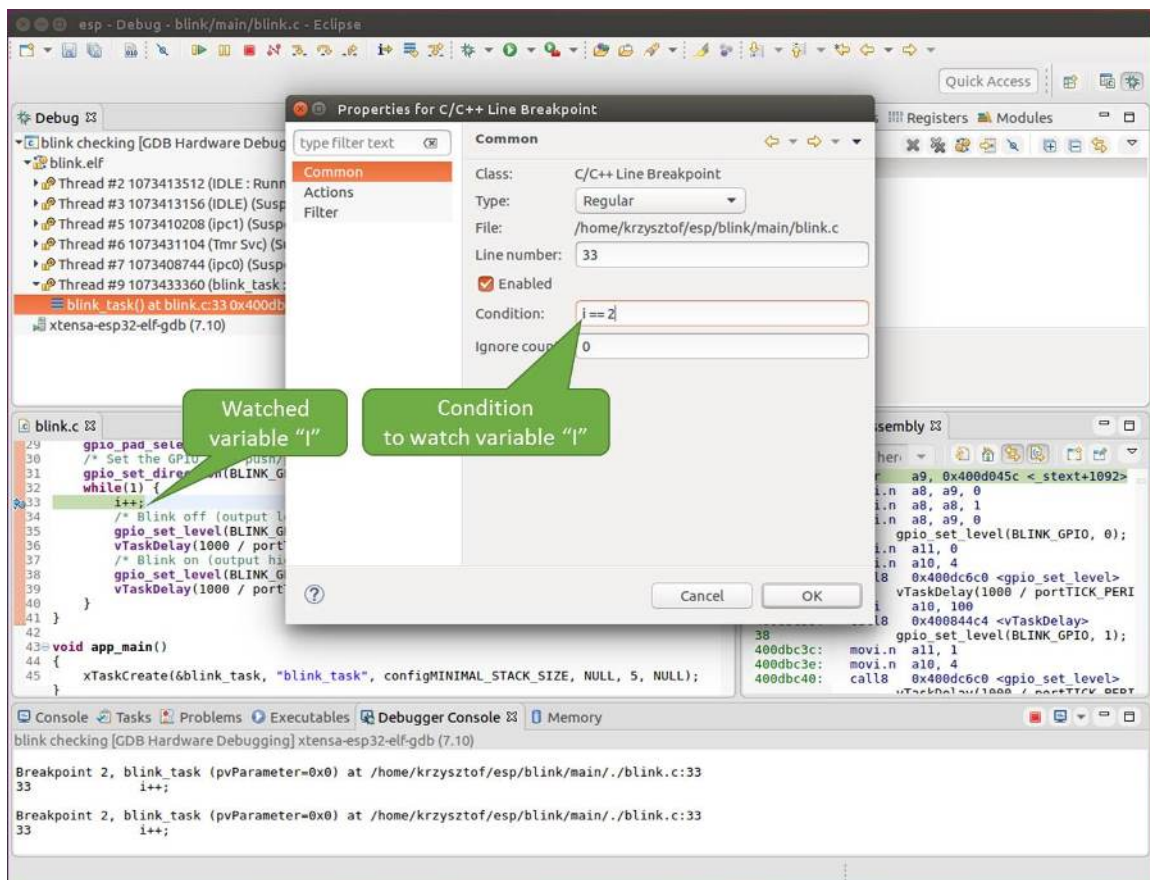 esp - Debug - blink/main/blink.c - Eclipse
Quick Access
Debug
blink checking [GDB Hardware Debug
blink.elf
Thread #2 1073413512 (IDLE : Runn
Thread #3 1073413156 (IDLE) (Susp
Thread #5 1073410208 (ipc1) (Susp
Thread #6 1073431104 (Tmr Svc) (S
Thread #7 1073408744 (ipc0) (Susp
Thread #9 1073433360 (blink_task :
blink_task() at blink.c:33 0x400db
xtensa-esp32-elf-gdb (7.10)
Properties for C/C++ Line Breakpoint
type filter text
Common
Actions
Filter
Common
Class: C/C++ Line Breakpoint
Type: Regular
File: /home/krzysztof/esp/blink/main/blink.c
Line number: 33
Enabled
Condition: i == 2
Ignore coun 0
Cancel OK
Registers Modules
Watched
variable “I”
Condition
to watch variable “I”
blink.c
29 gpio_pad_sele
30 /* Set the GPIO push/
31 gpio_set_direction(BLINK_G
32 while(1) {
33 i++;
34 /* Blink off (output l
35 gpio_set_level(BLINK_G
36 vTaskDelay(1000 / port
37 /* Blink on (output hi
38 gpio_set_level(BLINK_G
39 vTaskDelay(1000 / port
40 }
41 }
42
43 void app_main()
44 {
45 xTaskCreate(&blink_task, "blink_task", configMINIMAL_STACK_SIZE, NULL, 5, NULL);
}
ssembly
her
r a9, 0x400d045c <_stext+1092>
i.n a8, a9, 0
i.n a8, a8, 1
i.n a8, a9, 0
gpio_set_level(BLINK_GPIO, 0);
i.n a11, 0
i.n a10, 4
l8 0x400dc6c0 <gpio_set_level>
vTaskDelay(1000 / portTICK_PERI
i a10, 100
call8 0x400844c4 <vTaskDelay>
38 gpio_set_level(BLINK_GPIO, 1);
400dbc3c: movi.n a11, 1
400dbc3e: movi.n a10, 4
400dbc40: call8 0x400dc6c0 <gpio_set_level>
vTaskDelay(1000 / portTICK_PERI
Console Tasks Problems Executables Debugger Console Memory
blink checking [GDB Hardware Debugging] xtensa-esp32-elf-gdb (7.10)
Breakpoint 2, blink_task (pvParameter=0x0) at /home/krzysztof/esp/blink/main/./blink.c:33
33 i++;
Breakpoint 2, blink_task (pvParameter=0x0) at /home/krzysztof/esp/blink/main/./blink.c:33
33 i++;